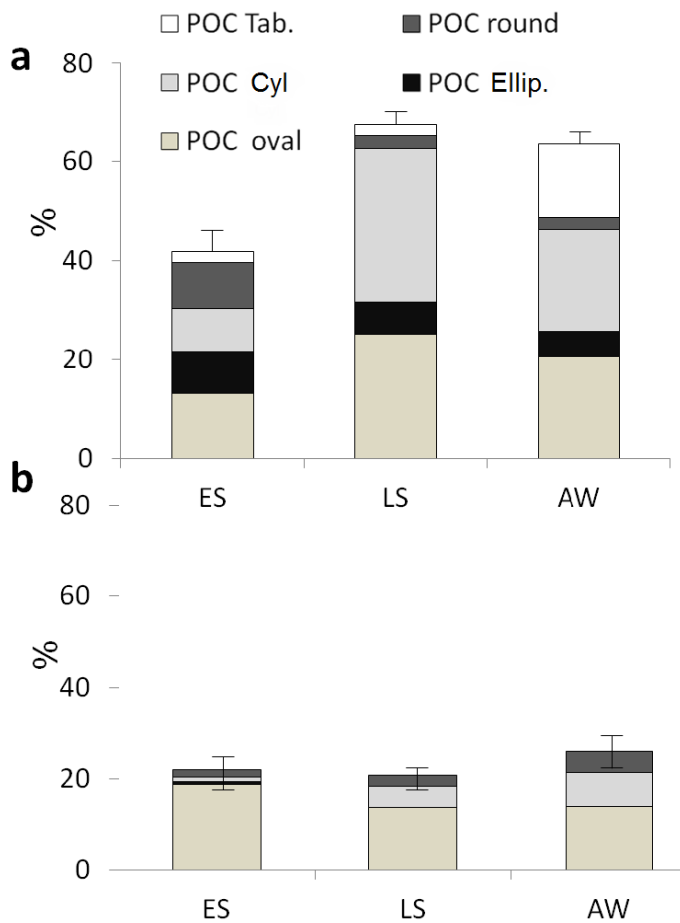 POC Tab. POC round
a
80 POC Cyl POC Ellip.
POC oval
60
%
40
20
0
ES LS AW
b
80
60
%
40
20
0
ES LS AW